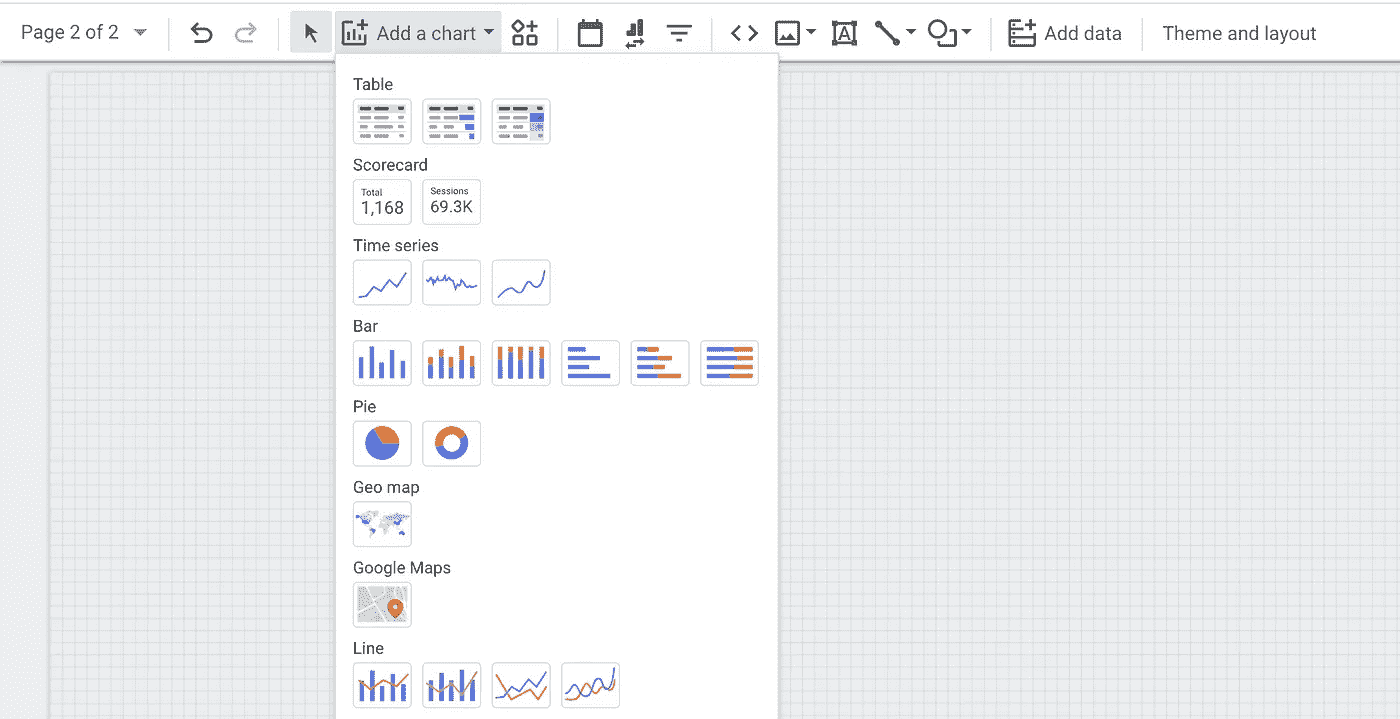 Page 2 of 2
Add a chart
Add data
Theme and layout
Table
Scorecard
Total
1,168
Sessions
69.3K
Time series
Bar
Pie
Geo map
Google Maps
Line